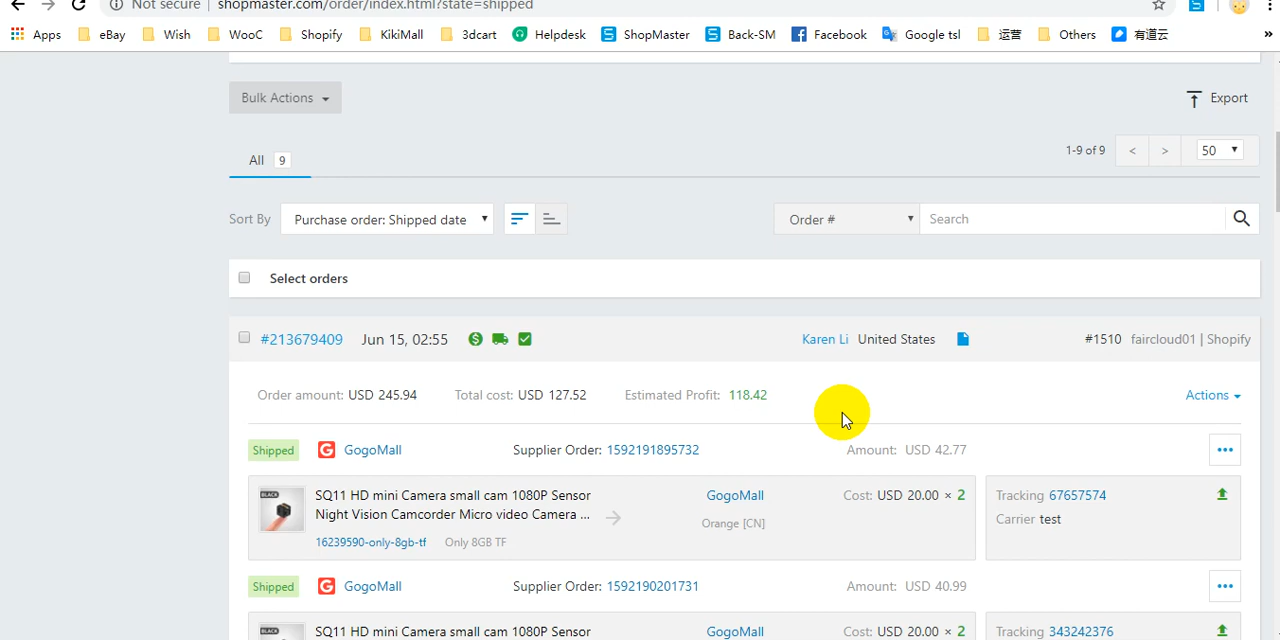 Not secure | shopmaster.com/order/index.html?state=shipped
Apps eBay Wish WooC Shopify KikiMall 3dcart Helpdesk ShopMaster Back-SM Facebook Google tsl 运营 Others 有道云 »
Bulk Actions Export
All 9 1-9 of 9 < > 50
Sort By Purchase order: Shipped date Order # Search
Select orders
#213679409 Jun 15, 02:55 Karen Li United States #1510 faircloud01 | Shopify
Order amount: USD 245.94 Total cost: USD 127.52 Estimated Profit: 118.42 Actions
Shipped G GogoMall Supplier Order: 1592191895732 Amount: USD 42.77
SQ11 HD mini Camera small cam 1080P Sensor GogoMall Cost: USD 20.00 × 2 Tracking 67657574
Night Vision Camcorder Micro video Camera ... Orange [CN] Carrier test
16239590-only-8gb-tf Only 8GB TF
Shipped G GogoMall Supplier Order: 1592190201731 Amount: USD 40.99
SQ11 HD mini Camera small cam 1080P Sensor GogoMall Cost: USD 20.00 × 2 Tracking 343242376